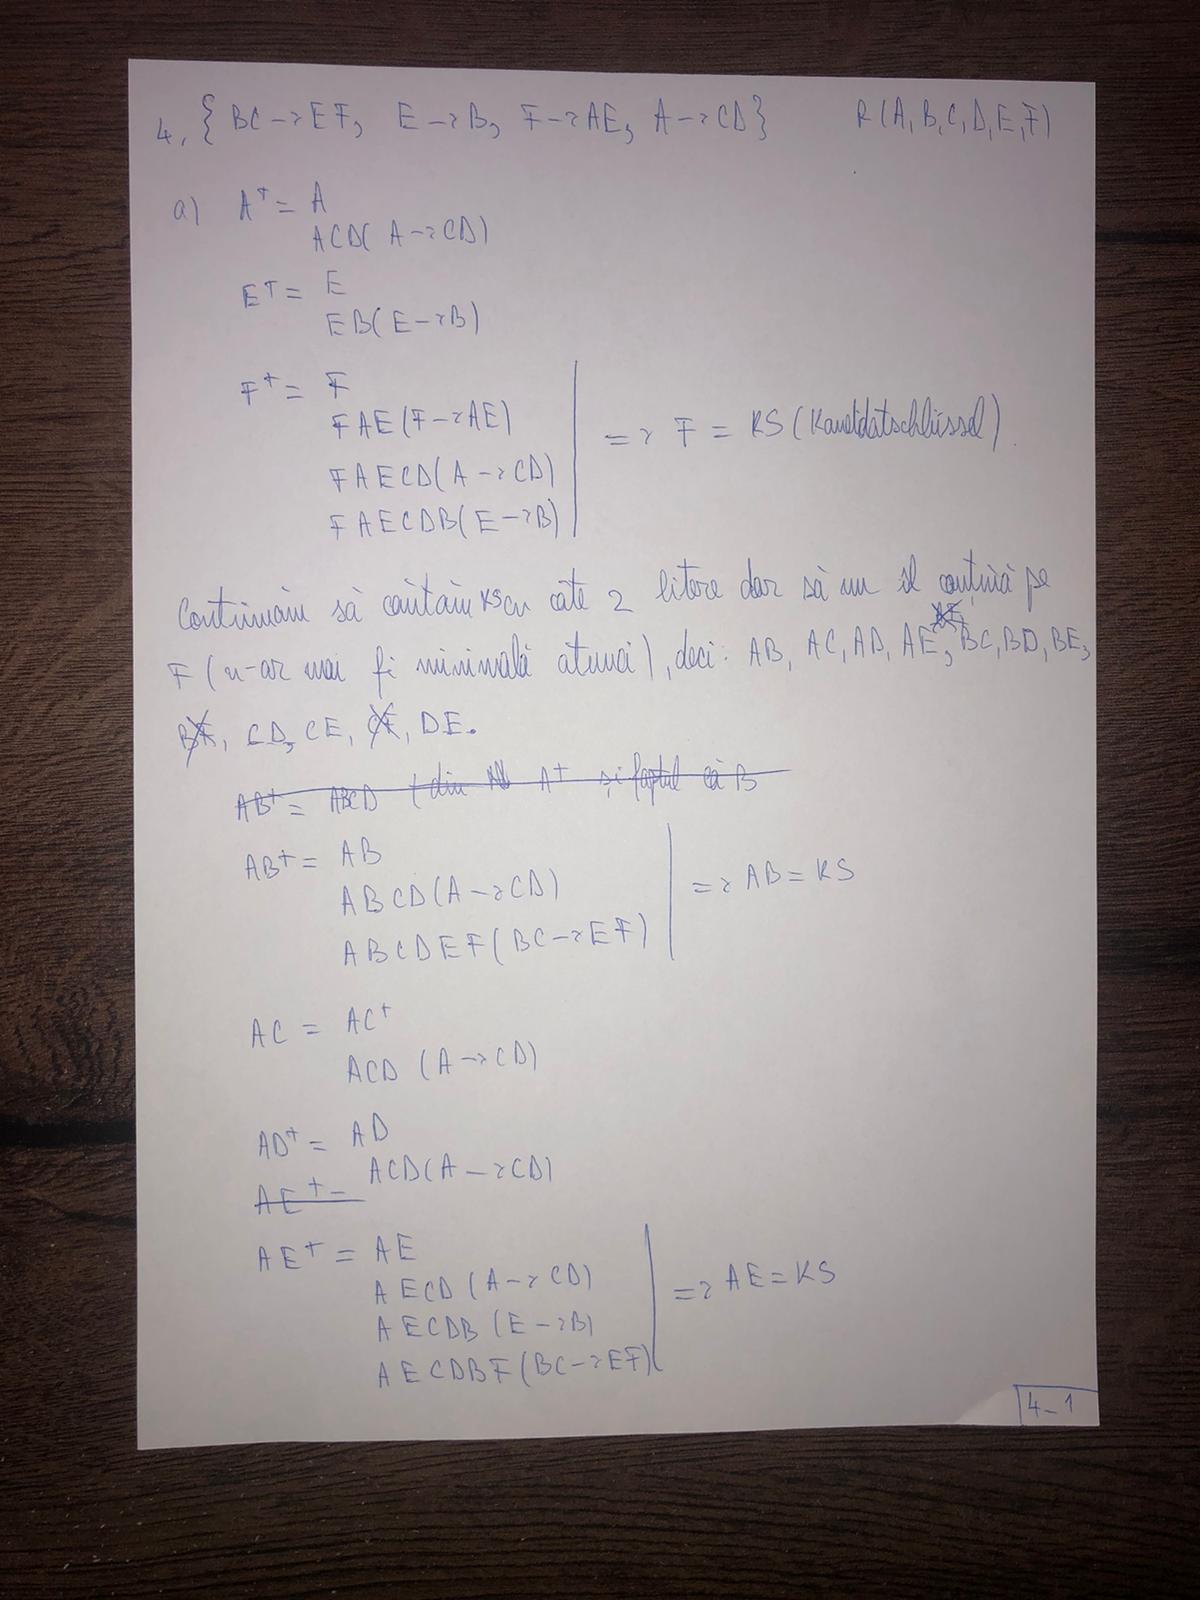 4. { BC → EF, E → B, F → AE, A → CD } R (A, B, C, D, E, F)
a) A⁺ = A
ACD( A → CD)
E⁺ = E
EB( E → B)
F⁺ = F
FAE (F → AE)
FAECD( A → CD)
FAECDB( E → B)
=> F = KS (Kandidatschlüssel).
Continuăm să căutăm KS cu câte 2 litere dar să nu îl conțină pe
F (n-ar mai fi minimală atunci), deci: AB, AC, AD, AE, AF, BC, BD, BE,
BF, CD, CE, CF, DE.
AB⁺ = ABCD (din A⁺ și faptul că B
AB⁺ = AB
ABCD (A → CD)
ABCDEF (BC → EF)
=> AB = KS
AC = AC⁺
ACD (A → CD)
AD⁺ = AD
ACD (A → CD)
AE⁺ =
AE⁺ = AE
AECD (A → CD)
AECDB (E → B)
AECDBF (BC → EF)
=> AE = KS
4-1